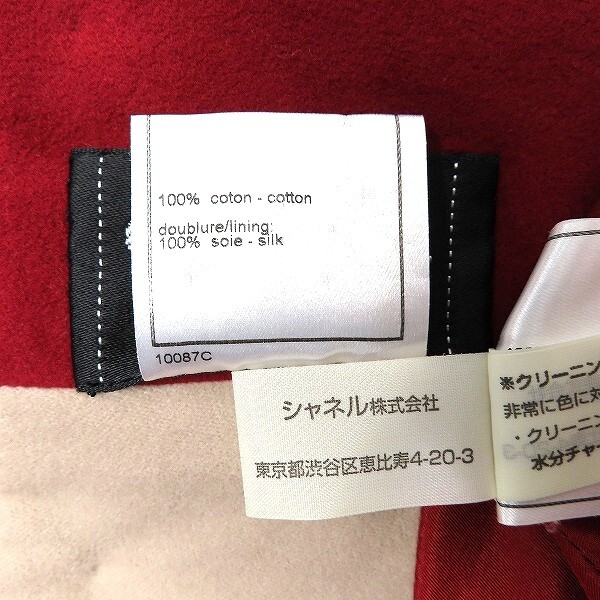 100% coton - cotton
doublure/lining:
100% soie - silk
10087C
シャネル株式会社
東京都渋谷区恵比寿4-20-3
※クリーニン
非常に色に対
・クリーニン
水分チャー